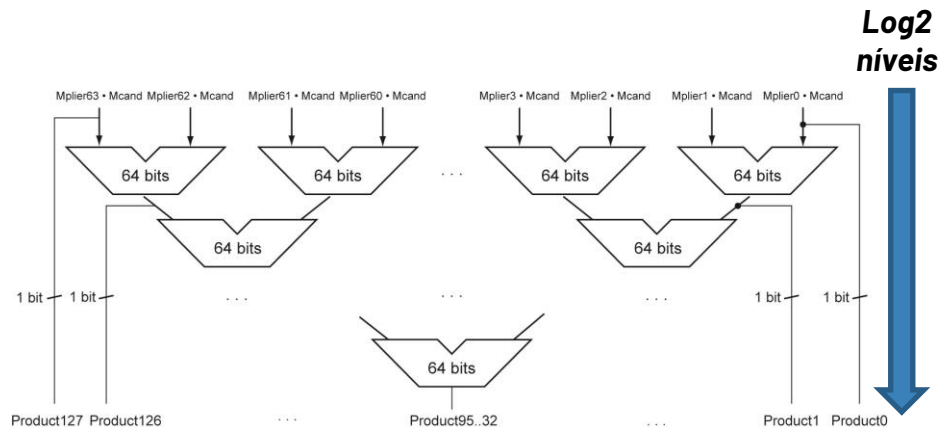 Log2
níveis
Mplier63 • Mcand Mplier62 • Mcand Mplier61 • Mcand Mplier60 • Mcand Mplier3 • Mcand Mplier2 • Mcand Mplier1 • Mcand Mplier0 • Mcand
64 bits 64 bits . . . 64 bits 64 bits
64 bits 64 bits
1 bit 1 bit . . . . . . . . . 1 bit 1 bit
64 bits
Product127 Product126 . . . Product95..32 . . . Product1 Product0